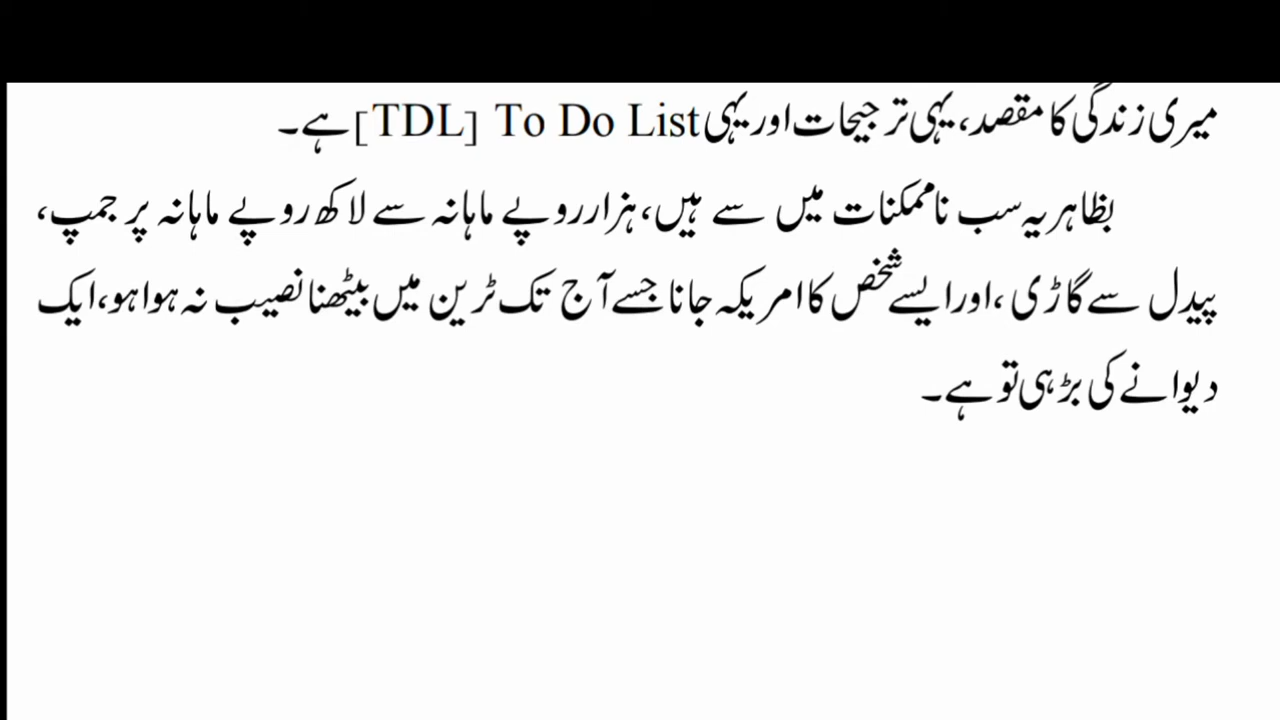 میری زندگی کا مقصد، یہی ترجیحات اور یہی To Do List [TDL] ہے۔
بظاہر یہ سب ناممکنات میں سے ہیں، ہزار روپے ماہانہ سے لاکھ روپے ماہانہ پر جمپ،
پیدل سے گاڑی، اور ایسے شخص کا امریکہ جانا جسے آج تک ٹرین میں بیٹھنا نصیب نہ ہوا ہو، ایک
دیوانے کی بڑ ہی تو ہے۔